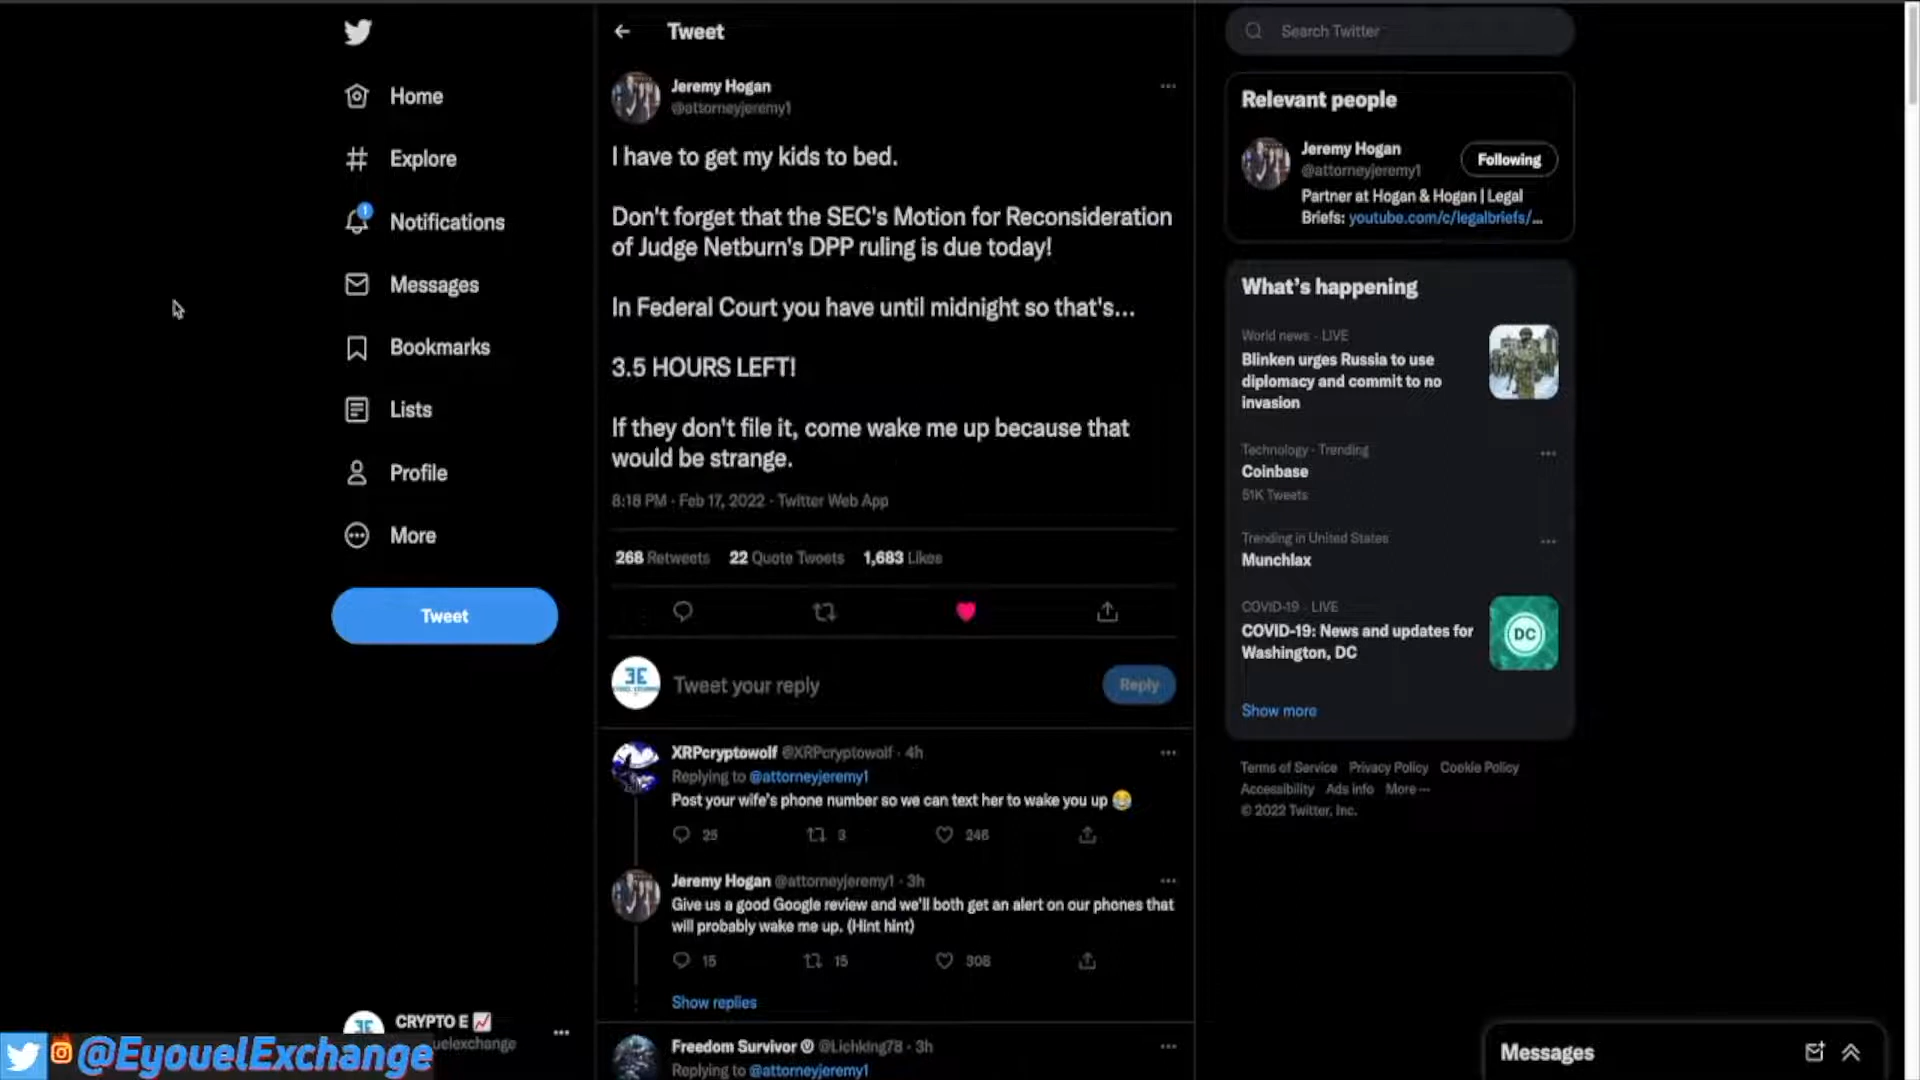 Home
Explore
1
Notifications
Messages
Bookmarks
Lists
Profile
More
Tweet
CRYPTO E
uelexchange
@EyouelExchange
Tweet
Jeremy Hogan
@attorneyjeremy1
I have to get my kids to bed.
Don't forget that the SEC's Motion for Reconsideration
of Judge Netburn's DPP ruling is due today!
In Federal Court you have until midnight so that's...
3.5 HOURS LEFT!
If they don't file it, come wake me up because that
would be strange.
8:18 PM · Feb 17, 2022 · Twitter Web App
268 Retweets 22 Quote Tweets 1,683 Likes
3E
Tweet your reply
Reply
XRPcryptowolf @XRPcryptowolf · 4h
Replying to @attorneyjeremy1
Post your wife's phone number so we can text her to wake you up 😂
25 3 246
Jeremy Hogan @attorneyjeremy1 · 3h
Give us a good Google review and we'll both get an alert on our phones that
will probably wake me up. (Hint hint)
15 15 308
Show replies
Freedom Survivor @Lichking78 · 3h
Replying to @attorneyjeremy1
Search Twitter
Relevant people
Jeremy Hogan
@attorneyjeremy1
Following
Partner at Hogan & Hogan | Legal
Briefs: youtube.com/c/legalbriefs/...
What's happening
World news · LIVE
Blinken urges Russia to use
diplomacy and commit to no
invasion
Technology · Trending
Coinbase
51K Tweets
Trending in United States
Munchlax
COVID-19 · LIVE
COVID-19: News and updates for
Washington, DC
DC
Show more
Terms of Service Privacy Policy Cookie Policy
Accessibility Ads info More ···
© 2022 Twitter, Inc.
Messages